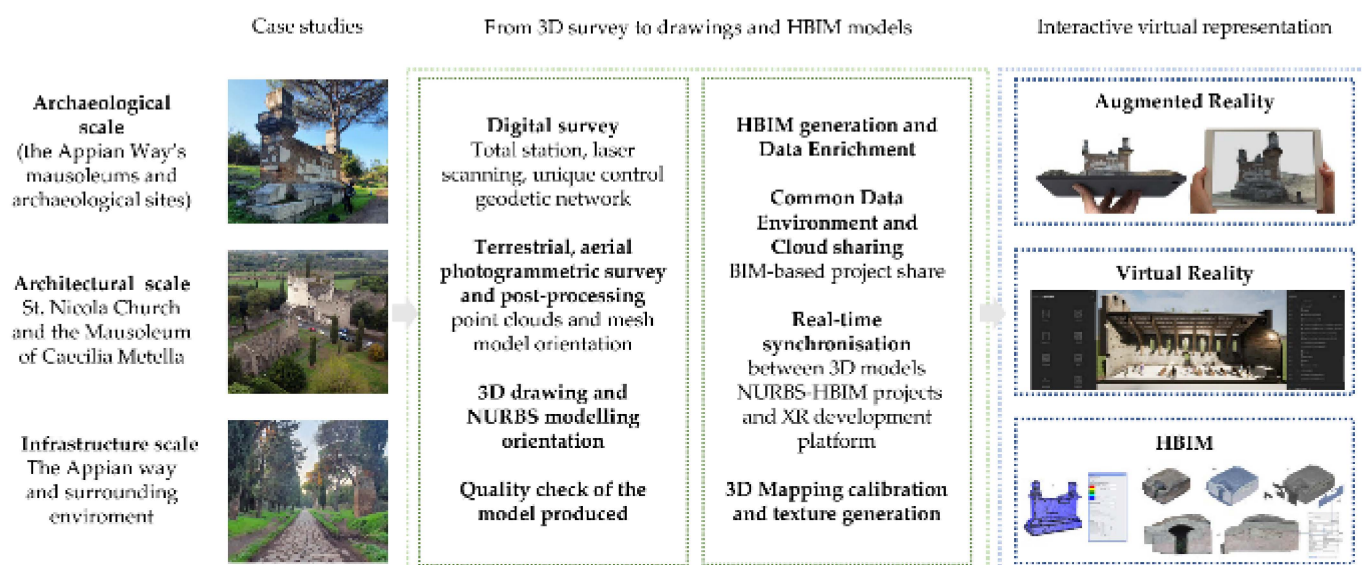 Case studies
From 3D survey to drawings and HBIM models
Interactive virtual representation
Archaeological
scale
(the Appian Way's
mausoleums and
archaeological sites)
Architectural scale
St. Nicola Church
and the Mausoleum
of Caecilia Metella
Infrastructure scale
The Appian way
and surrounding
enviroment
Digital survey
Total station, laser
scanning, unique control
geodetic network
Terrestrial, aerial
photogrammetric survey
and post-processing
point clouds and mesh
model orientation
3D drawing and
NURBS modelling
orientation
Quality check of the
model produced
HBIM generation and
Data Enrichment
Common Data
Environment and
Cloud sharing
BIM-based project share
Real-time
synchronisation
between 3D models
NURBS-HBIM projects
and XR development
platform
3D Mapping calibration
and texture generation
Augmented Reality
Virtual Reality
HBIM